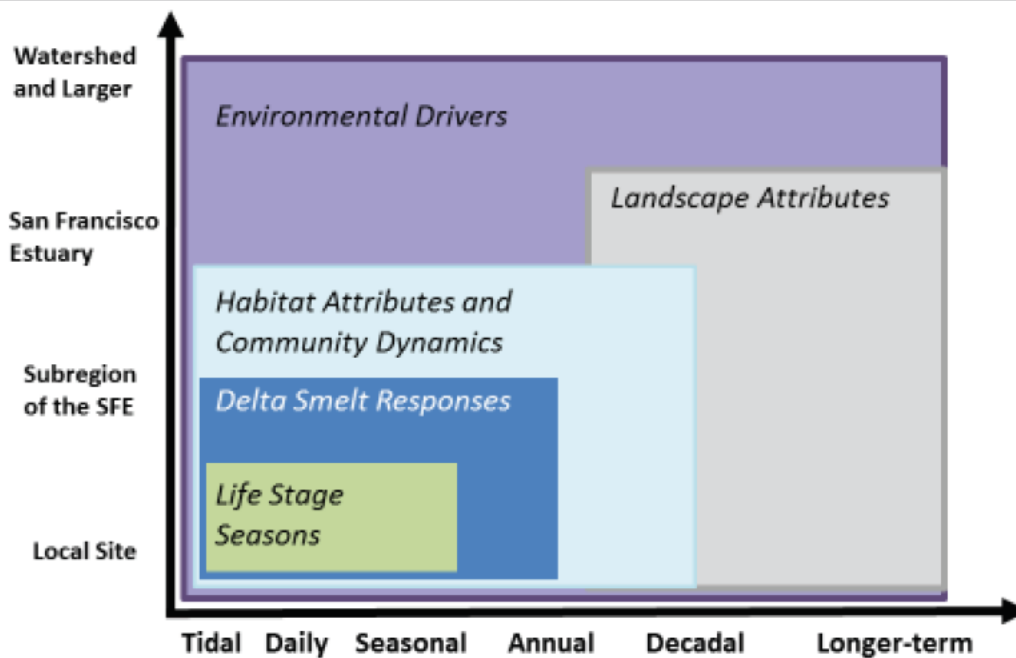 Watershed
and Larger
Environmental Drivers
Landscape Attributes
San Francisco
Estuary
Habitat Attributes and
Community Dynamics
Subregion
of the SFE
Delta Smelt Responses
Life Stage
Seasons
Local Site
Tidal Daily Seasonal Annual Decadal Longer-term